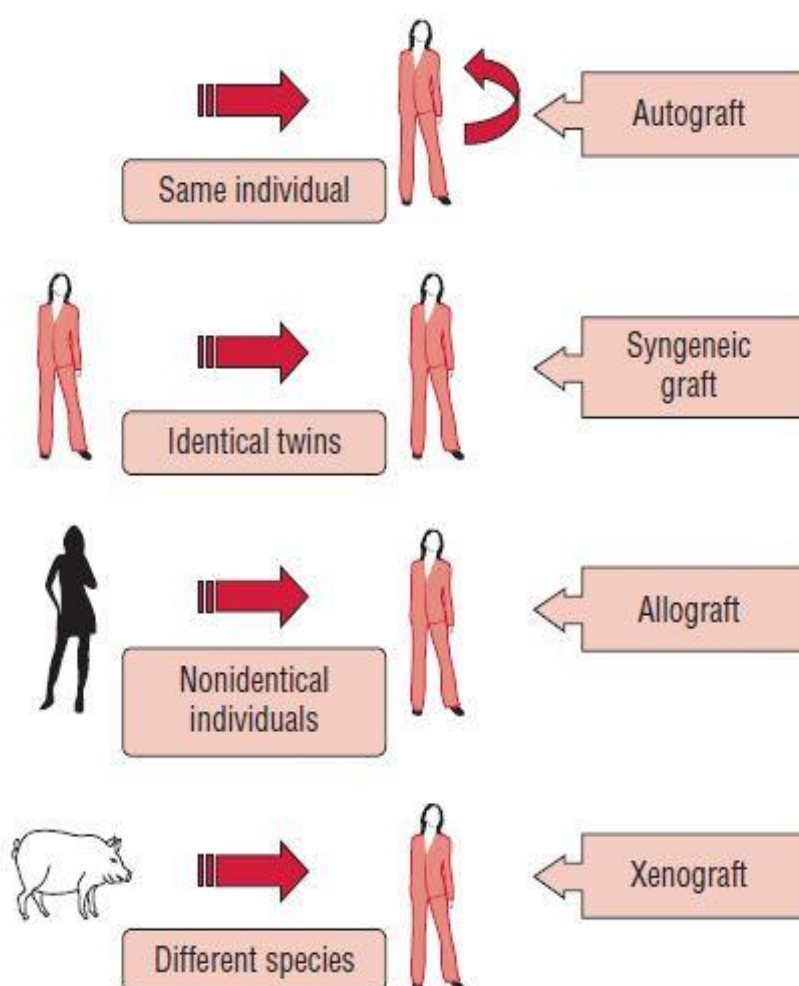 Autograft
Same individual
Syngeneic
graft
Identical twins
Allograft
Nonidentical
individuals
Xenograft
Different species